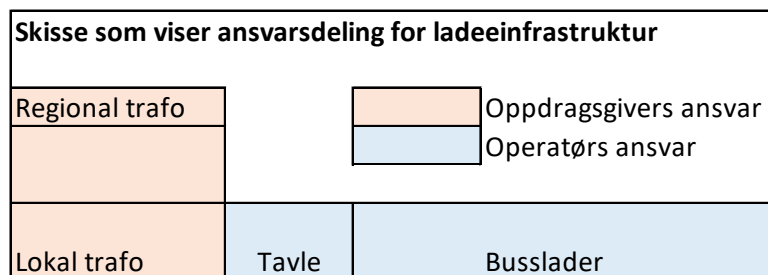 Skisse som viser ansvarsdeling for ladeeinfrastruktur
Regional trafo
Oppdragsgivers ansvar
Operatørs ansvar
Lokal trafo
Tavle
Busslader